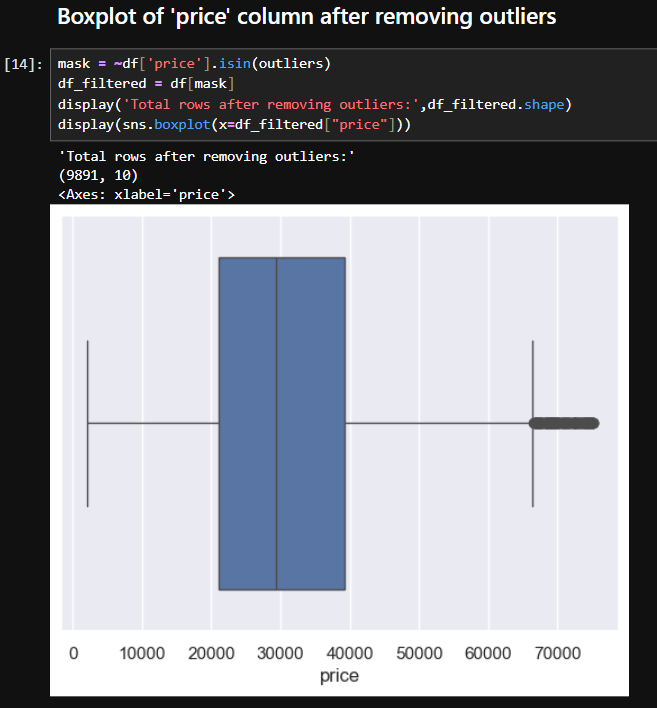 Boxplot of 'price' column after removing outliers
[14]: mask = ~df['price'].isin(outliers)
df_filtered = df[mask]
display('Total rows after removing outliers:',df_filtered.shape)
display(sns.boxplot(x=df_filtered["price"]))
'Total rows after removing outliers:'
(9891, 10)
<Axes: xlabel='price'>
0 10000 20000 30000 40000 50000 60000 70000
price